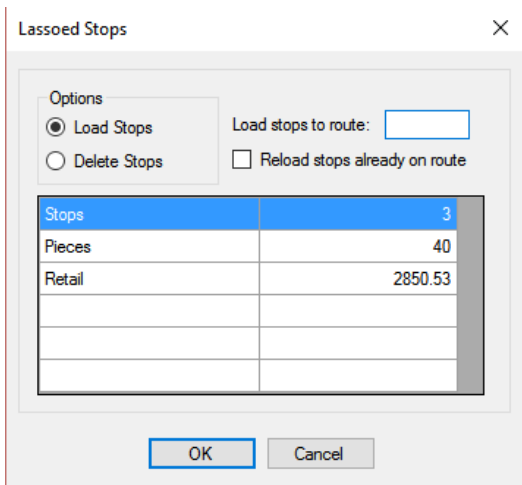 Lassoed Stops
Options
Load Stops
Load stops to route:
Delete Stops
Reload stops already on route
Stops 3
Pieces 40
Retail 2850.53
OK Cancel